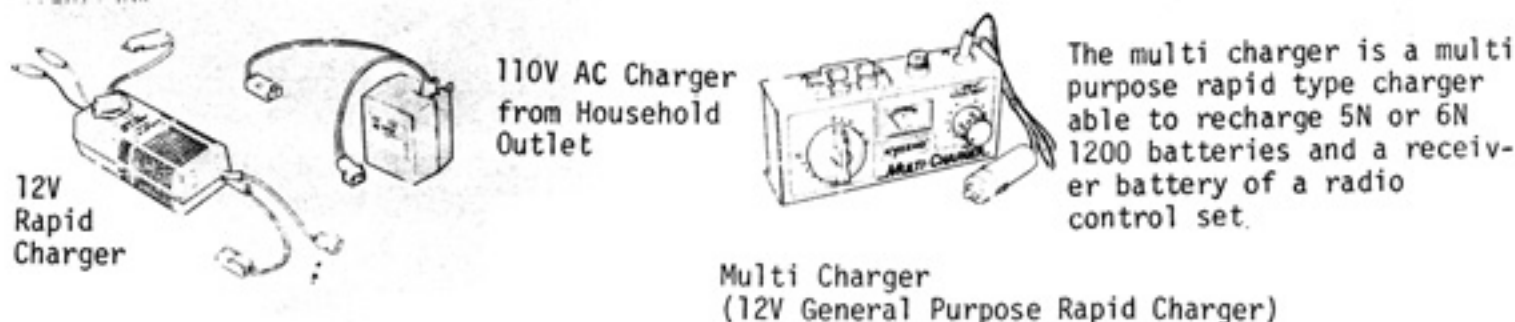 12V
Rapid
Charger
110V AC Charger
from Household
Outlet
MULTI CHARGER
The multi charger is a multi
purpose rapid type charger
able to recharge 5N or 6N
1200 batteries and a receiv-
er battery of a radio
control set.
Multi Charger
(12V General Purpose Rapid Charger)